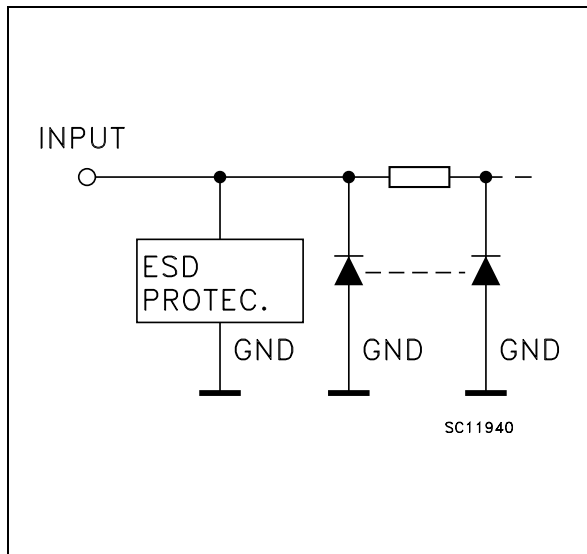 INPUT
ESD
PROTEC.
GND
GND
GND
SC11940